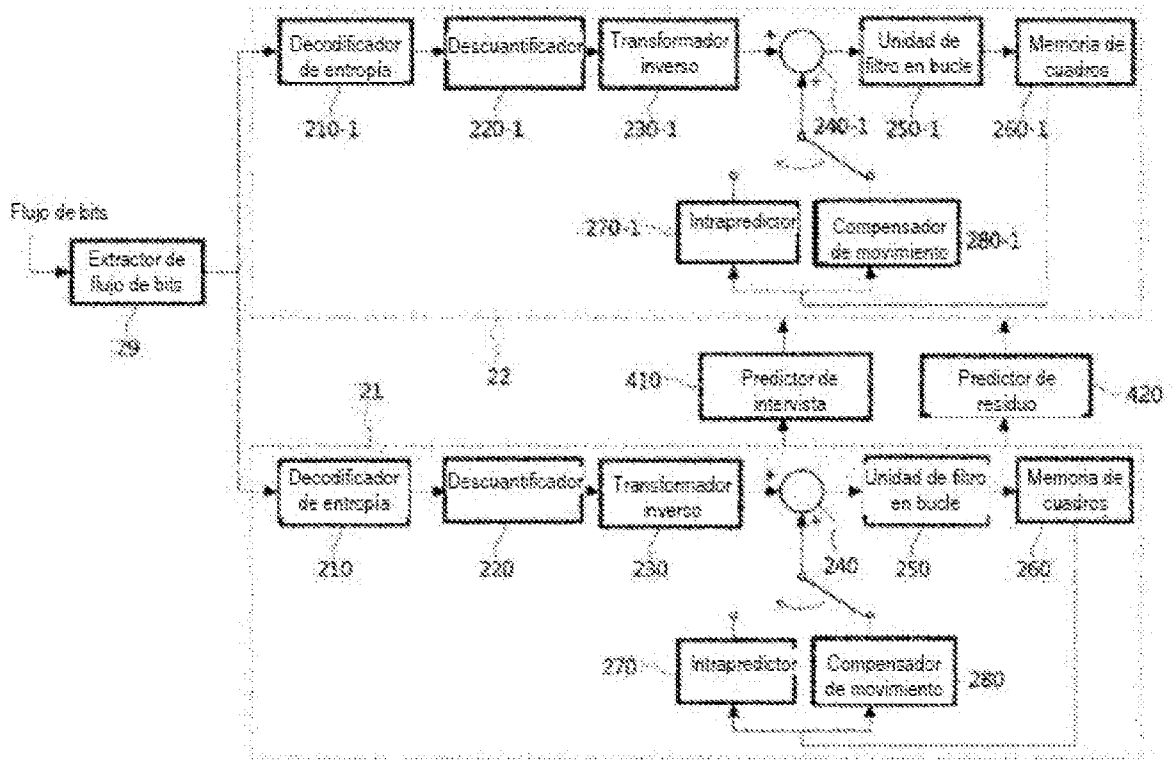 Decodificador
de entropía
Descuantificador
Transformador
inverso
+
+
Unidad de
filtro en bucle
Memoria de
cuadros
210-1
220-1
230-1
240-1
250-1
260-1
Flujo de bits
Extractor de
flujo de bits
29
270-1
Intrapredictor
Compensador
de movimiento
280-1
22
410
Predictor de
intervista
Predictor de
residuo
420
21
Decodificador
de entropía
Descuantificador
Transformador
inverso
+
+
Unidad de filtro
en bucle
Memoria de
cuadros
210
220
230
240
250
260
270
Intrapredictor
Compensador
de movimiento
280